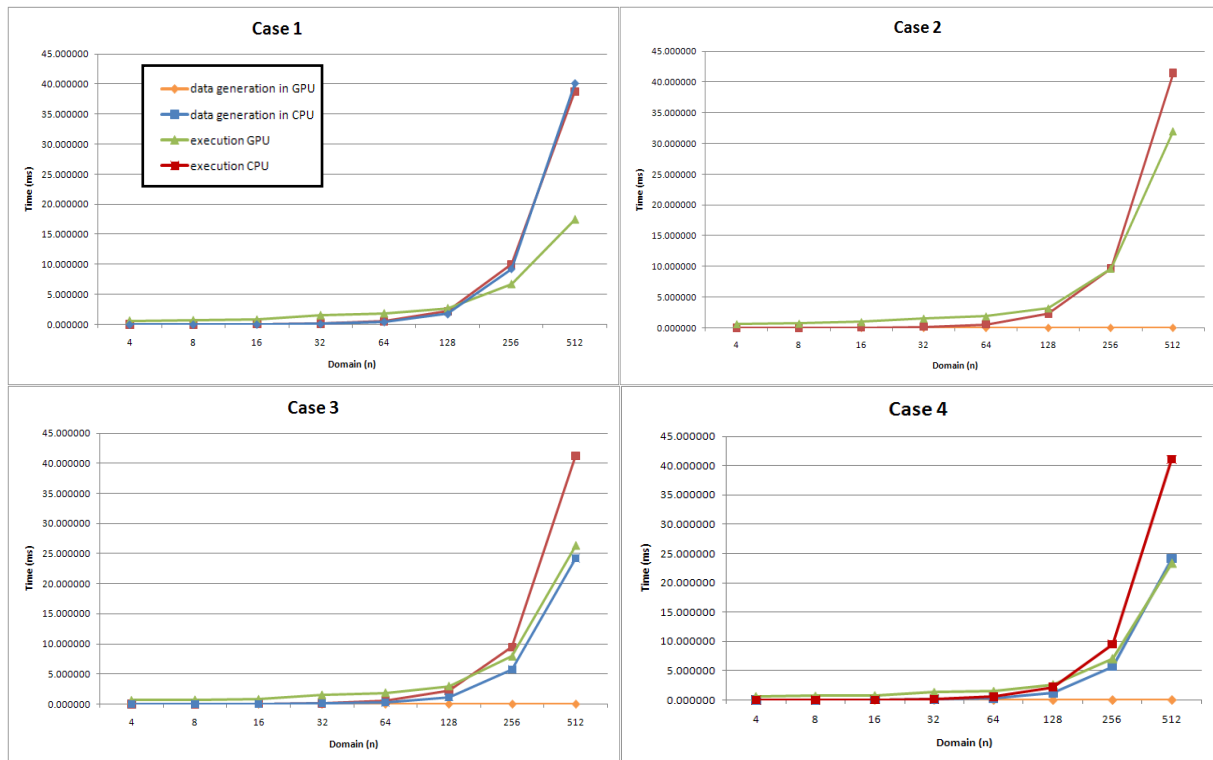 Case 1
45.000000
40.000000
35.000000
30.000000
25.000000
20.000000
15.000000
10.000000
5.000000
0.000000
Time (ms)
data generation in GPU
data generation in CPU
execution GPU
execution CPU
4 8 16 32 64 128 256 512
Domain (n)
Case 2
45.000000
40.000000
35.000000
30.000000
25.000000
20.000000
15.000000
10.000000
5.000000
0.000000
Time (ms)
4 8 16 32 64 128 256 512
Domain (n)
Case 3
45.000000
40.000000
35.000000
30.000000
25.000000
20.000000
15.000000
10.000000
5.000000
0.000000
Time (ms)
4 8 16 32 64 128 256 512
Domain (n)
Case 4
45.000000
40.000000
35.000000
30.000000
25.000000
20.000000
15.000000
10.000000
5.000000
0.000000
Time (ms)
4 8 16 32 64 128 256 512
Domain (n)